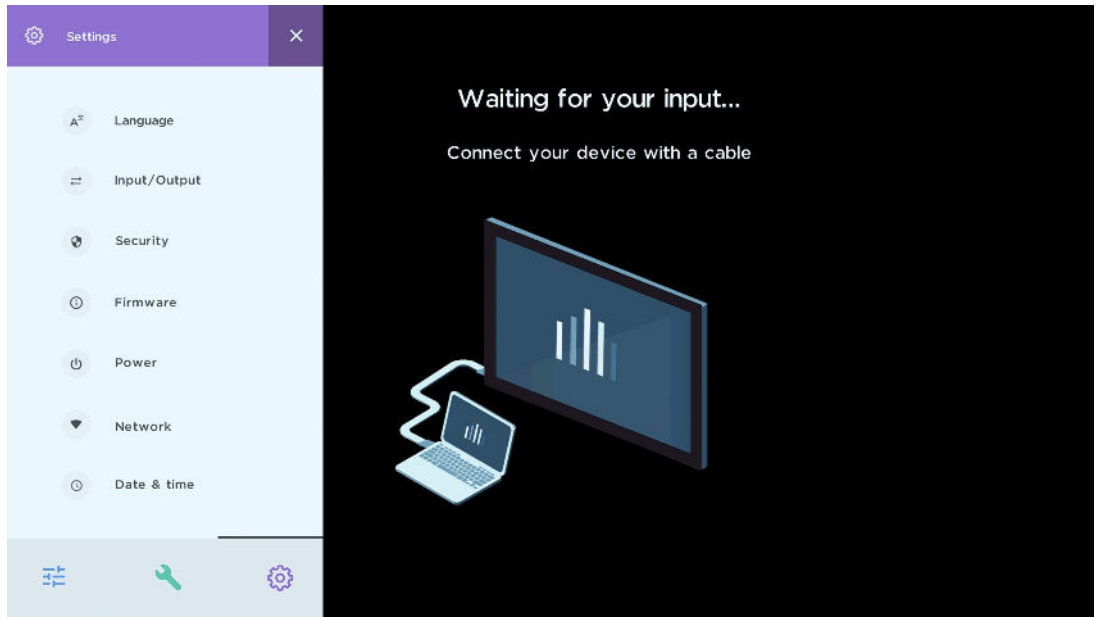 Settings
Language
Input/Output
Security
Firmware
Power
Network
Date & time
Waiting for your input...
Connect your device with a cable